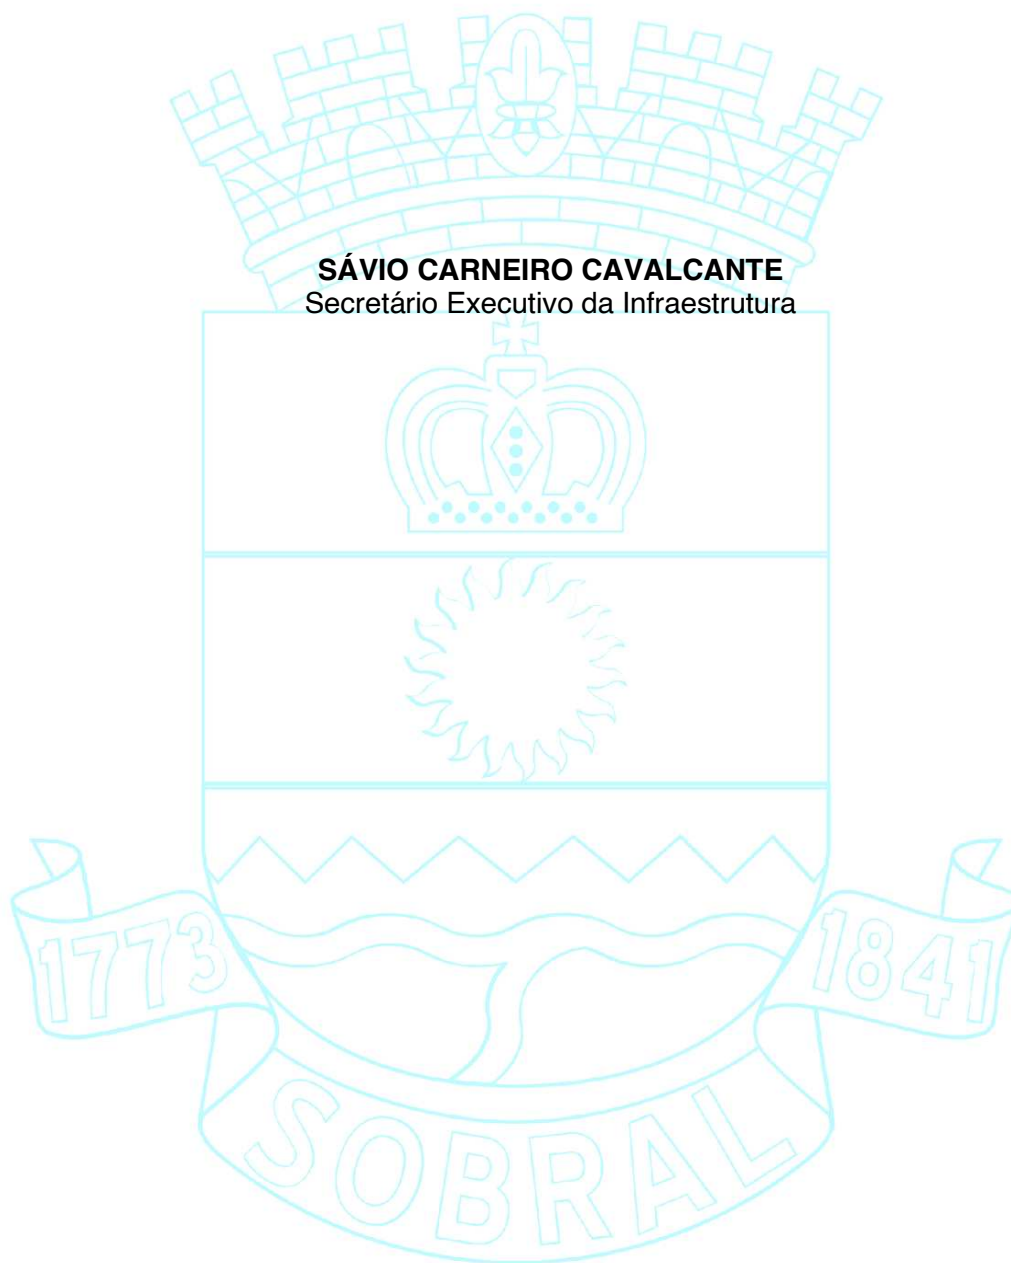 SÁVIO CARNEIRO CAVALCANTE
Secretário Executivo da Infraestrutura
1773
1841
SOBRAL